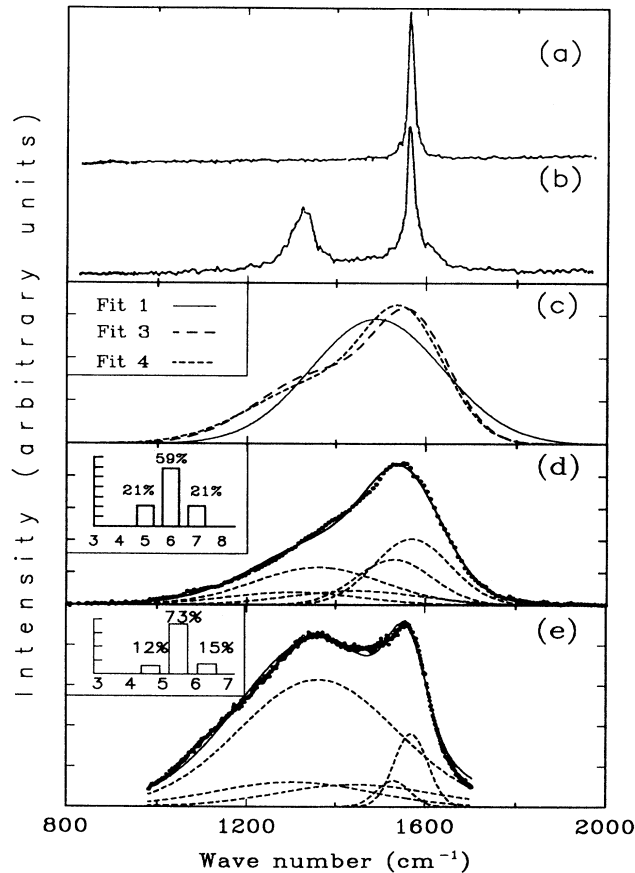 (a)
(b)
Intensity (arbitrary units)
Fit 1
Fit 3
Fit 4
(c)
59%
21%
21%
3 4 5 6 7 8
(d)
73%
12%
15%
3 4 5 6 7
(e)
800 1200 1600 2000
Wave number (cm⁻¹)